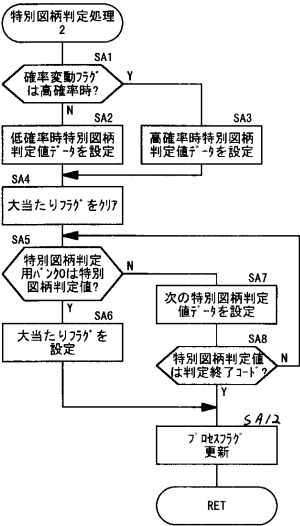 特別図柄判定処理
2
SA1
確率変動ﾌﾗｸﾞ
は高確率時?
Y
N
SA2
低確率時特別図柄
判定値ﾃﾞｰﾀを設定
SA3
高確率時特別図柄
判定値ﾃﾞｰﾀを設定
SA4
大当たりﾌﾗｸﾞをｸﾘｱ
SA5
特別図柄判定
用ﾊﾞﾝｸ0は特別
図柄判定値?
N
Y
SA7
次の特別図柄判定
値ﾃﾞｰﾀを設定
SA6
大当たりﾌﾗｸﾞを
設定
SA8
特別図柄判定値
は判定終了ｺｰﾄﾞ?
N
Y
SA12
ﾌﾟﾛｾｽﾌﾗｸﾞ
更新
RET